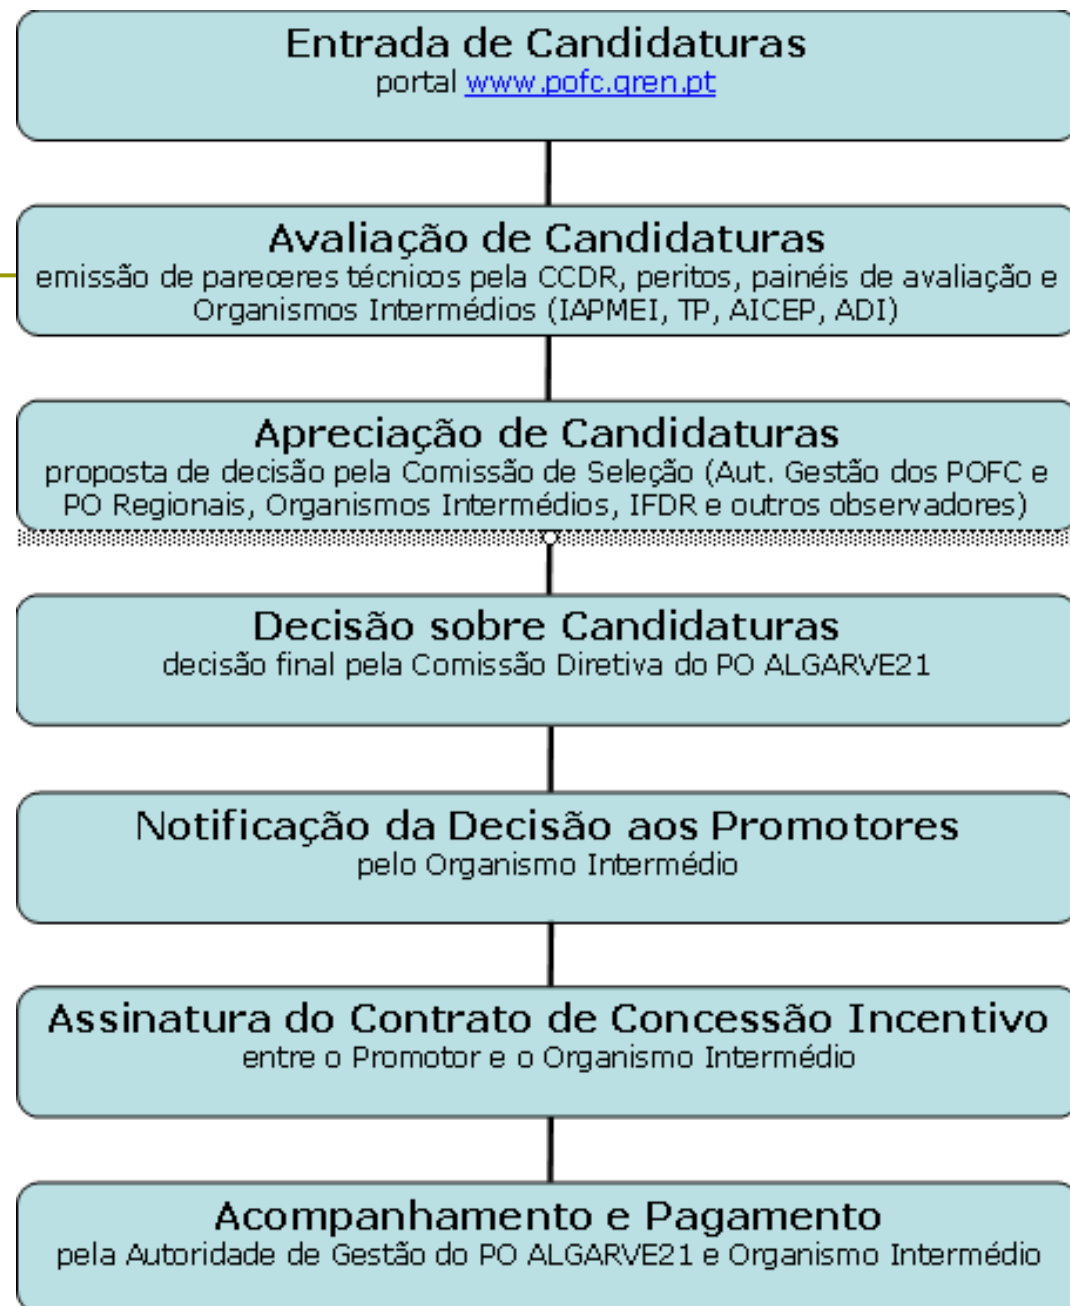 Entrada de Candidaturas
portal www.pofc.qren.pt
Avaliação de Candidaturas
emissão de pareceres técnicos pela CCDR, peritos, painéis de avaliação e
Organismos Intermédios (IAPMEI, TP, AICEP, ADI)
Apreciação de Candidaturas
proposta de decisão pela Comissão de Seleção (Aut. Gestão dos POFC e
PO Regionais, Organismos Intermédios, IFDR e outros observadores)
Decisão sobre Candidaturas
decisão final pela Comissão Diretiva do PO ALGARVE21
Notificação da Decisão aos Promotores
pelo Organismo Intermédio
Assinatura do Contrato de Concessão Incentivo
entre o Promotor e o Organismo Intermédio
Acompanhamento e Pagamento
pela Autoridade de Gestão do PO ALGARVE21 e Organismo Intermédio